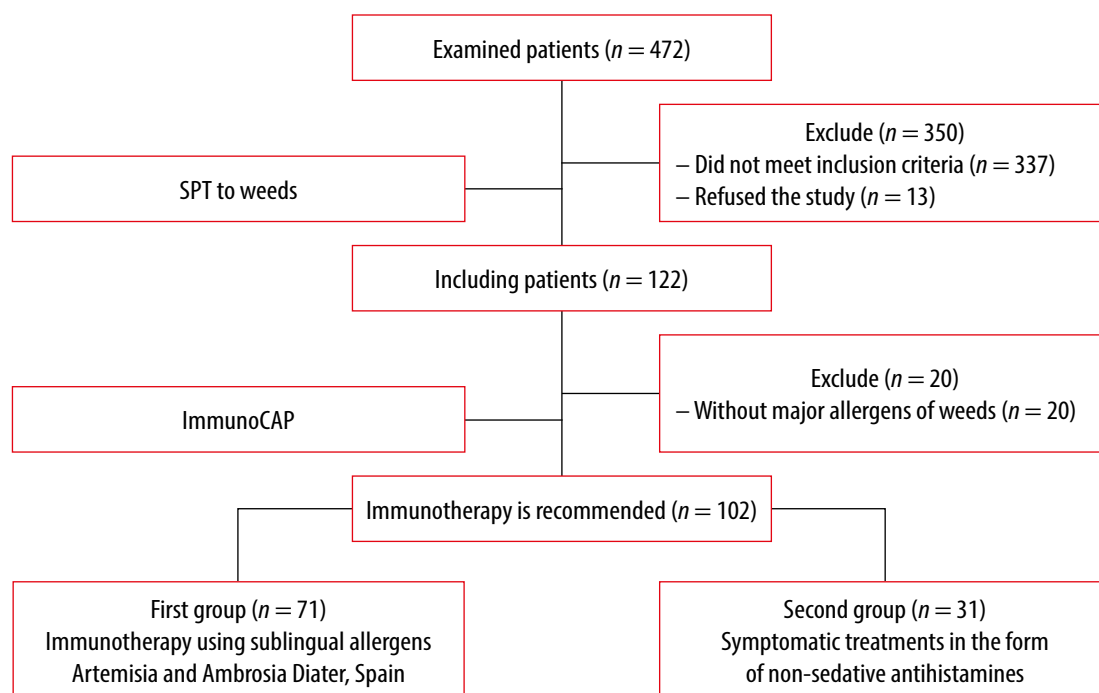 Examined patients (n = 472)
Exclude (n = 350)
– Did not meet inclusion criteria (n = 337)
– Refused the study (n = 13)
SPT to weeds
Including patients (n = 122)
Exclude (n = 20)
– Without major allergens of weeds (n = 20)
ImmunoCAP
Immunotherapy is recommended (n = 102)
First group (n = 71)
Immunotherapy using sublingual allergens
Artemisia and Ambrosia Diater, Spain
Second group (n = 31)
Symptomatic treatments in the form
of non-sedative antihistamines